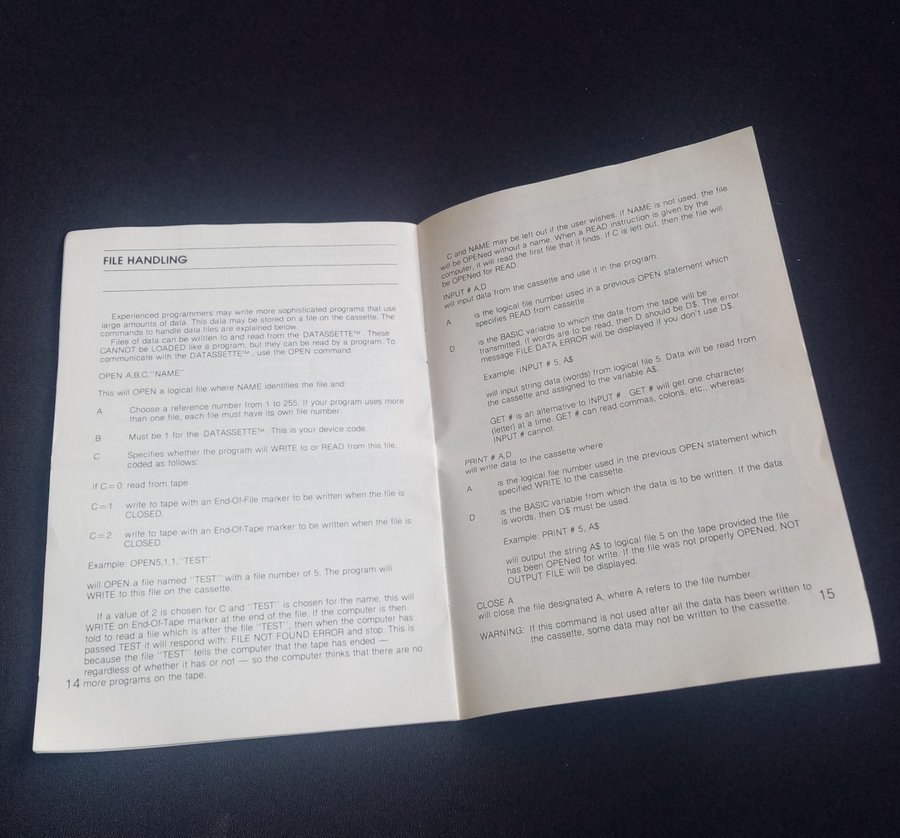 FILE HANDLING
Experienced programmers may write more sophisticated programs that use
large amounts of data. This data may be stored on a file on the cassette. The
commands to handle data files are explained below.
Files of data can be written to and read from the DATASSETTE™. These
CANNOT be LOADED like a program, but they can be read by a program. To
communicate with the DATASSETTE™, use the OPEN command:
OPEN A,B,C,"NAME"
This will OPEN a logical file where NAME identifies the file and:
A Choose a reference number from 1 to 255. If your program uses more
than one file, each file must have its own file number.
B Must be 1 for the DATASSETTE™. This is your device code.
C Specifies whether the program will WRITE to or READ from this file,
coded as follows:
if C=0 read from tape
C=1 write to tape with an End-Of-File marker to be written when the file is
CLOSED.
C=2 write to tape with an End-Of-Tape marker to be written when the file is
CLOSED.
Example: OPEN5,1,1,"TEST"
will OPEN a file named "TEST" with a file number of 5. The program will
WRITE to this file on the cassette.
If a value of 2 is chosen for C and "TEST" is chosen for the name, this will
WRITE on End-Of-Tape marker at the end of the file. If the computer is then
told to read a file which is after the file "TEST", then when the computer has
passed TEST it will respond with: FILE NOT FOUND ERROR and stop. This is
because the file "TEST" tells the computer that the tape has ended —
regardless of whether it has or not — so the computer thinks that there are no
more programs on the tape.
14
C and NAME may be left out if the user wishes. If NAME is not used, the file
will be OPENed without a name. When a READ instruction is given by the
computer, it will read the first file that it finds. If C is left out, then the file will
be OPENed for READ.
INPUT # A,D
will input data from the cassette and use it in the program.
A is the logical file number used in a previous OPEN statement which
specifies READ from cassette.
D is the BASIC variable to which the data from the tape will be
transmitted. If words are to be read, then D should be D$. The error
message FILE DATA ERROR will be displayed if you don't use D$.
Example: INPUT # 5, A$
will input string data (words) from logical file 5. Data will be read from
the cassette and assigned to the variable A$.
GET # is an alternative to INPUT # . GET # will get one character
(letter) at a time. GET # can read commas, colons, etc., whereas
INPUT # cannot.
PRINT # A,D
will write data to the cassette where
A is the logical file number used in the previous OPEN statement which
specified WRITE to the cassette.
D is the BASIC variable from which the data is to be written. If the data
is words, then D$ must be used.
Example: PRINT # 5, A$
will output the string A$ to logical file 5 on the tape provided the file
has been OPENed for write. If the file was not properly OPENed, NOT
OUTPUT FILE will be displayed.
CLOSE A
will close the file designated A, where A refers to the file number.
WARNING: If this command is not used after all the data has been written to
the cassette, some data may not be written to the cassette.
15